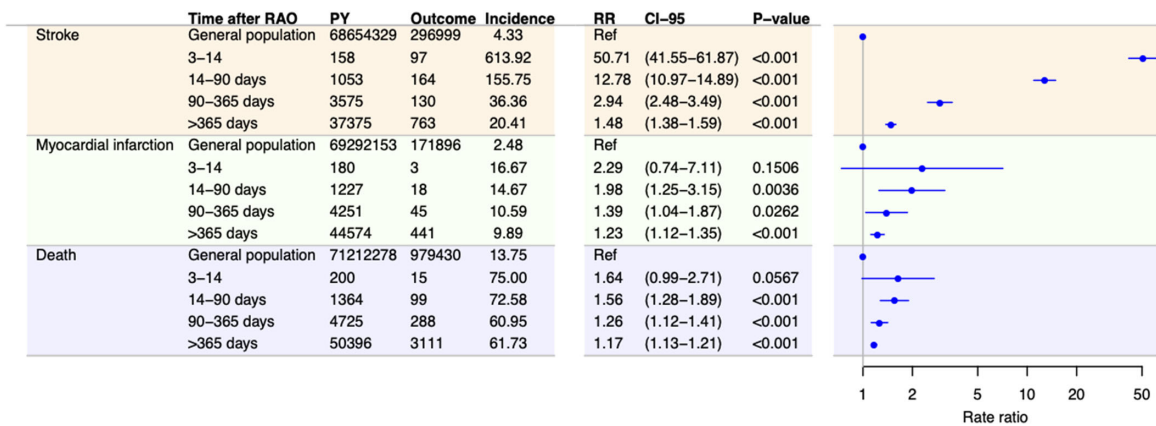 Time after RAO PY Outcome Incidence RR CI−95 P−value
Stroke General population 68654329 296999 4.33 Ref
3−14 158 97 613.92 50.71 (41.55−61.87) <0.001
14−90 days 1053 164 155.75 12.78 (10.97−14.89) <0.001
90−365 days 3575 130 36.36 2.94 (2.48−3.49) <0.001
>365 days 37375 763 20.41 1.48 (1.38−1.59) <0.001
Myocardial infarction General population 69292153 171896 2.48 Ref
3−14 180 3 16.67 2.29 (0.74−7.11) 0.1506
14−90 days 1227 18 14.67 1.98 (1.25−3.15) 0.0036
90−365 days 4251 45 10.59 1.39 (1.04−1.87) 0.0262
>365 days 44574 441 9.89 1.23 (1.12−1.35) <0.001
Death General population 71212278 979430 13.75 Ref
3−14 200 15 75.00 1.64 (0.99−2.71) 0.0567
14−90 days 1364 99 72.58 1.56 (1.28−1.89) <0.001
90−365 days 4725 288 60.95 1.26 (1.12−1.41) <0.001
>365 days 50396 3111 61.73 1.17 (1.13−1.21) <0.001
1 2 5 10 20 50
Rate ratio